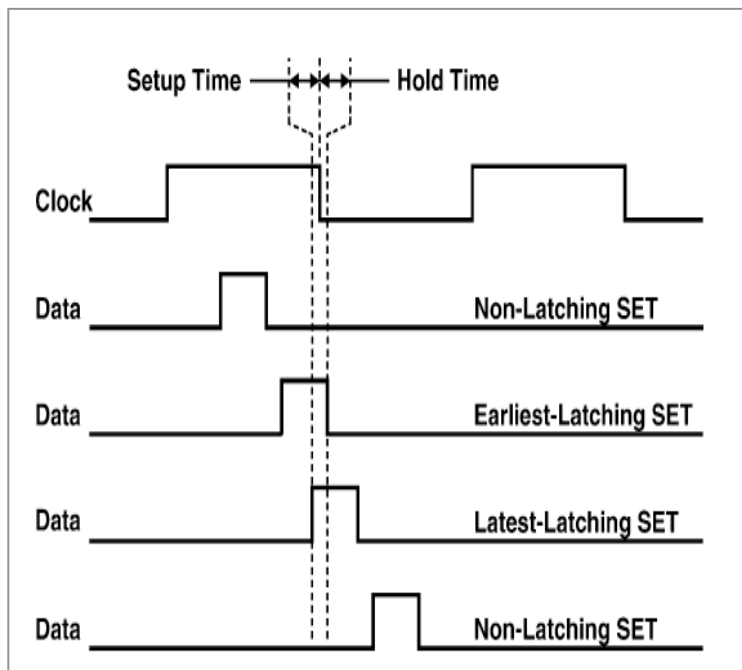 Setup Time Hold Time
Clock
Data Non-Latching SET
Data Earliest-Latching SET
Data Latest-Latching SET
Data Non-Latching SET